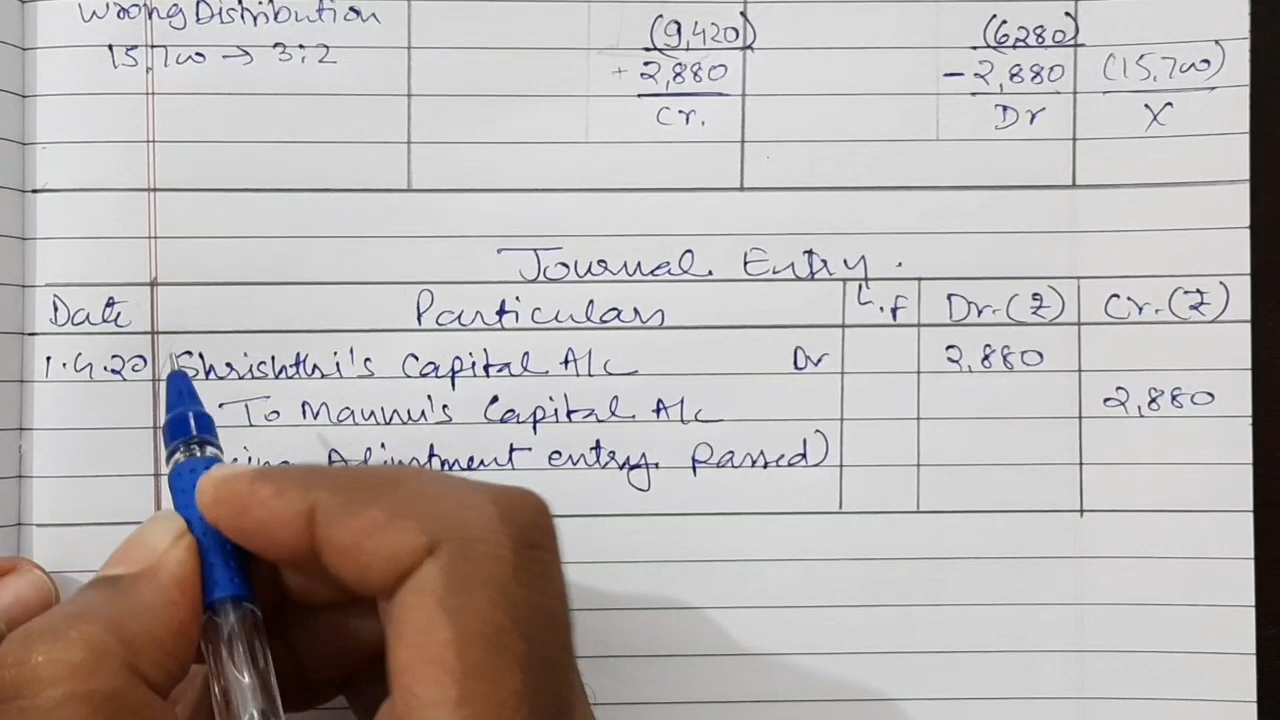 Wrong Distribution (9,420) (6280)
15,700 → 3:2 + 2,880 - 2,880 (15,700)
Cr. Dr X
Journal Entry.
Date Particulars L.f Dr.(₹) Cr.(₹)
1.4.20 Shrishthi's Capital A/c Dr 2,880
To Mannu's Capital A/c 2,880
Adjustment entry Passed)